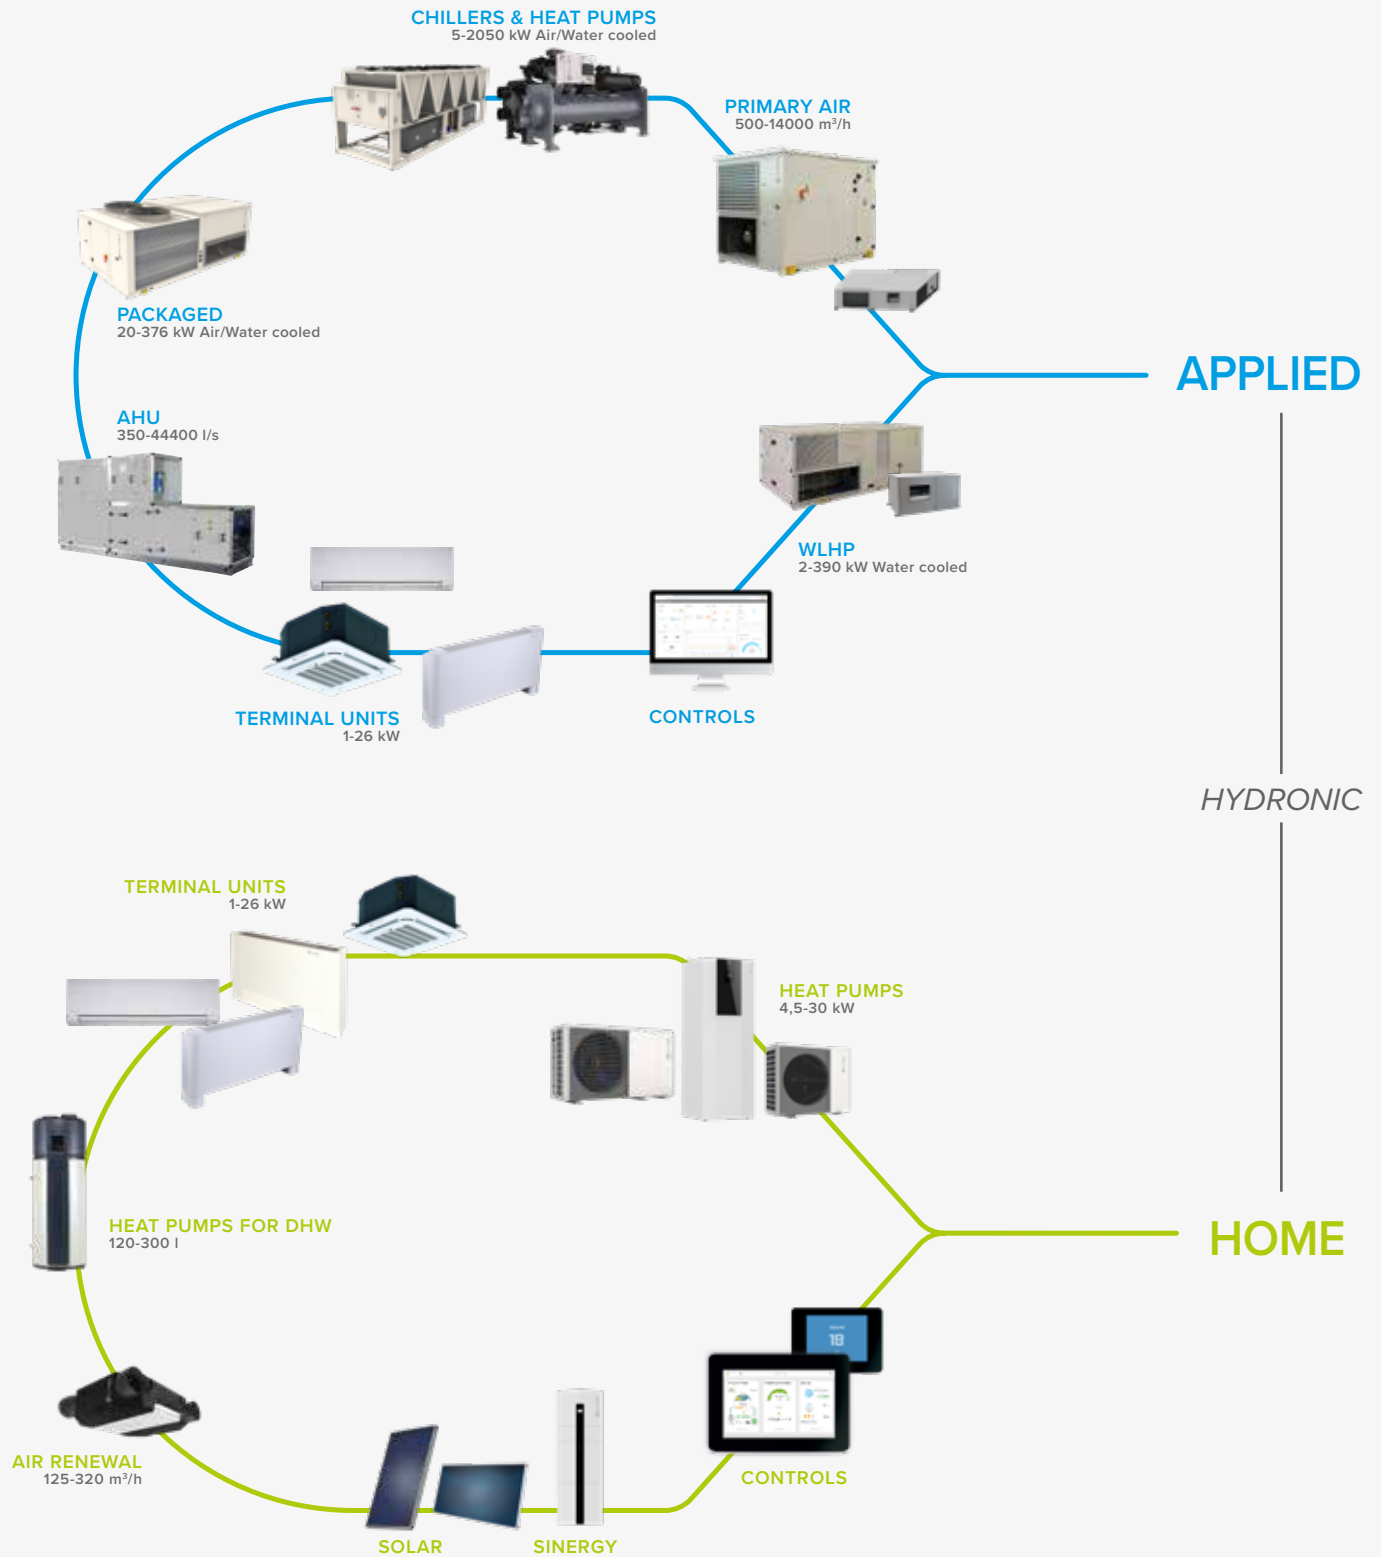 CHILLERS & HEAT PUMPS
5-2050 kW Air/Water cooled
PRIMARY AIR
500-14000 m³/h
PACKAGED
20-376 kW Air/Water cooled
APPLIED
AHU
350-44400 l/s
WLHP
2-390 kW Water cooled
TERMINAL UNITS
1-26 kW
CONTROLS
HYDRONIC
TERMINAL UNITS
1-26 kW
HEAT PUMPS
4,5-30 kW
HEAT PUMPS FOR DHW
120-300 l
HOME
18
AIR RENEWAL
125-320 m³/h
CONTROLS
SOLAR
SINERGY